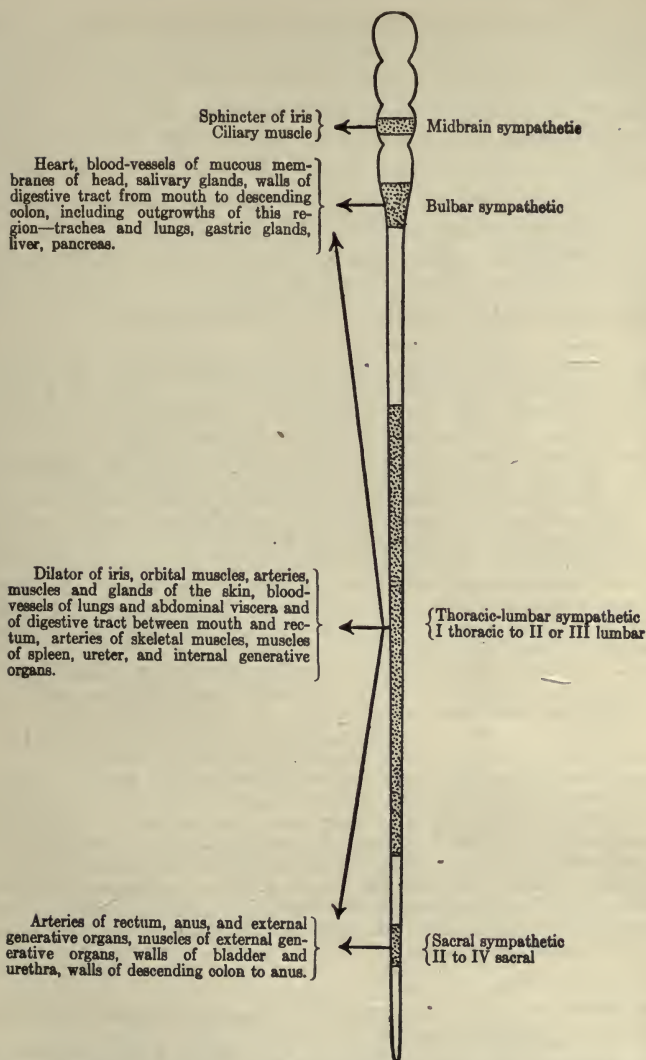 Sphincter of iris
Ciliary muscle
Midbrain sympathetic
Heart, blood-vessels of mucous mem-
branes of head, salivary glands, walls of
digestive tract from mouth to descending
colon, including outgrowths of this re-
gion—trachea and lungs, gastric glands,
liver, pancreas.
Bulbar sympathetic
Dilator of iris, orbital muscles, arteries,
muscles and glands of the skin, blood-
vessels of lungs and abdominal viscera and
of digestive tract between mouth and rec-
tum, arteries of skeletal muscles, muscles
of spleen, ureter, and internal generative
organs.
Thoracic-lumbar sympathetic
I thoracic to II or III lumbar
Arteries of rectum, anus, and external
generative organs, muscles of external gen-
erative organs, walls of bladder and
urethra, walls of descending colon to anus.
Sacral sympathetic
II to IV sacral